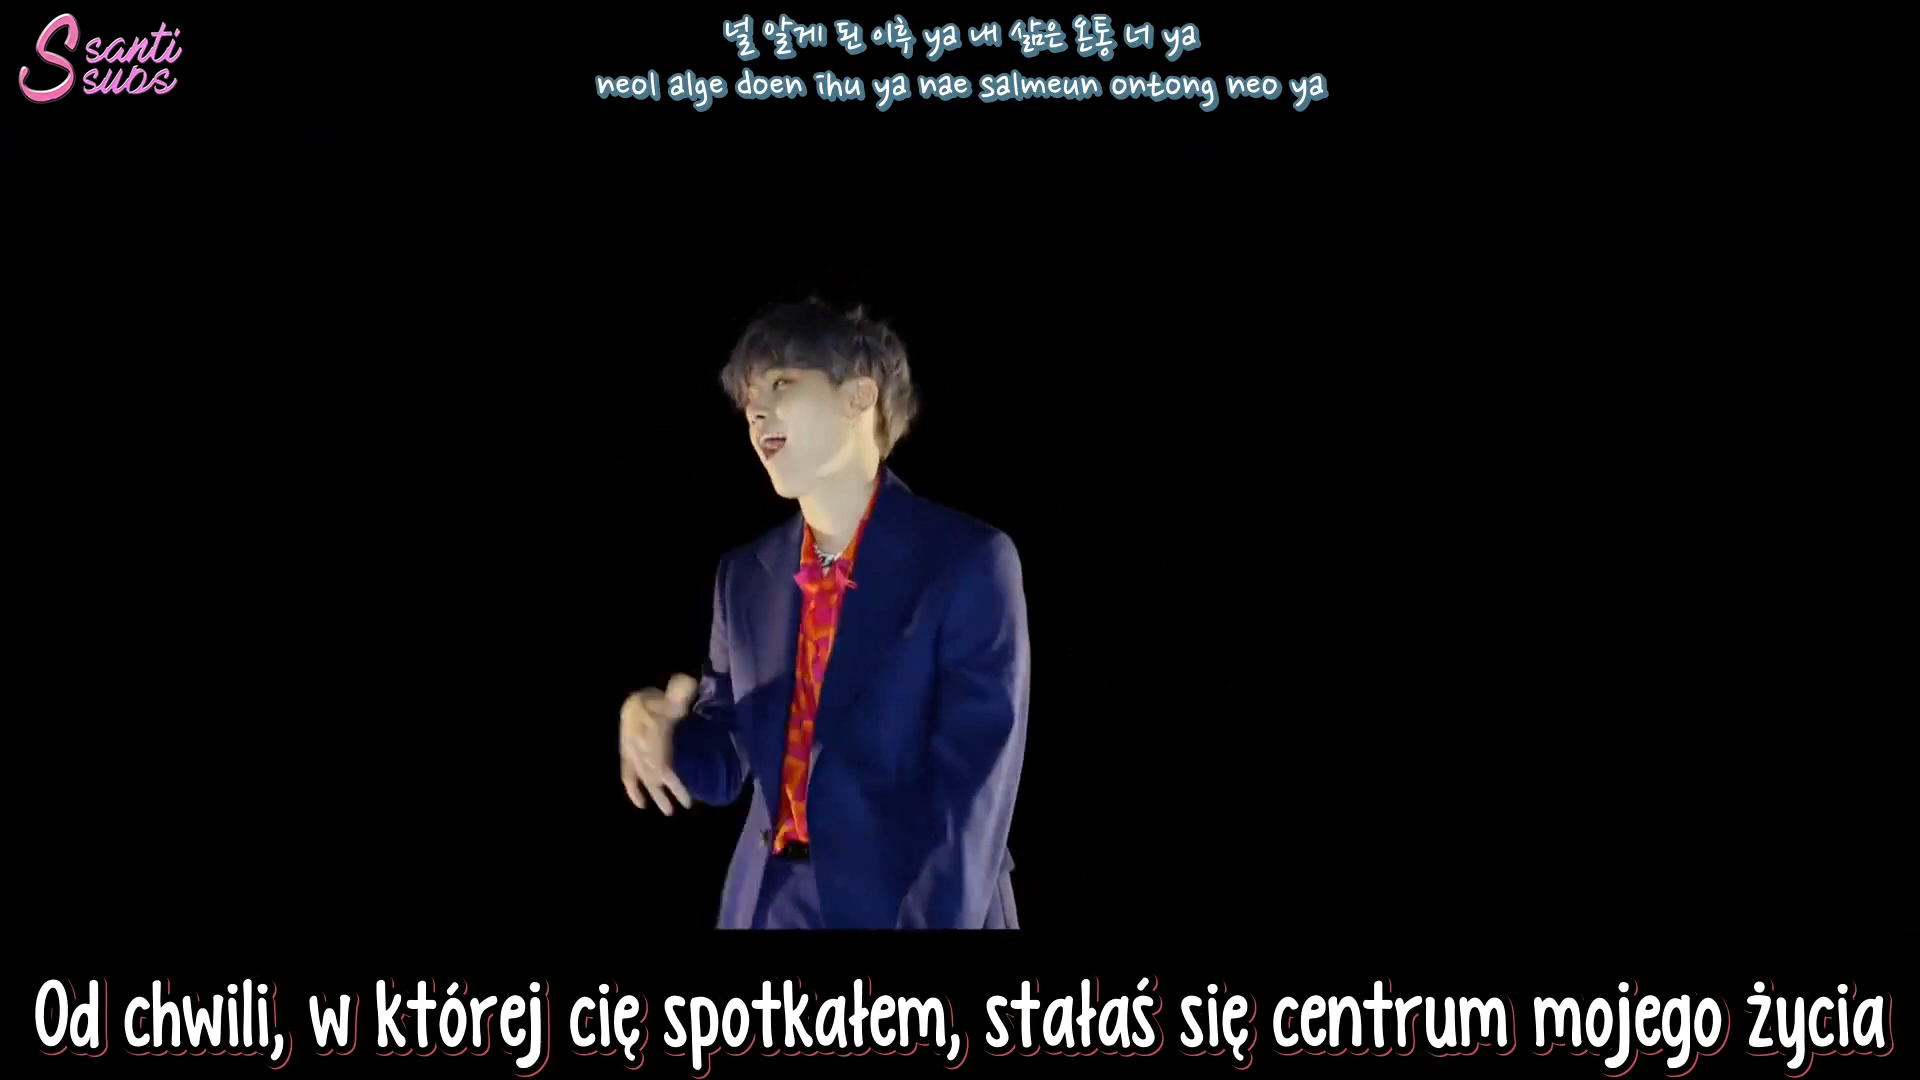 Ssanti
subs
널 알게 된 이후 ya 내 삶은 온통 너 ya
neol alge doen ihu ya nae salmeun ontong neo ya
Od chwili, w której cię spotkałem, stałaś się centrum mojego życia